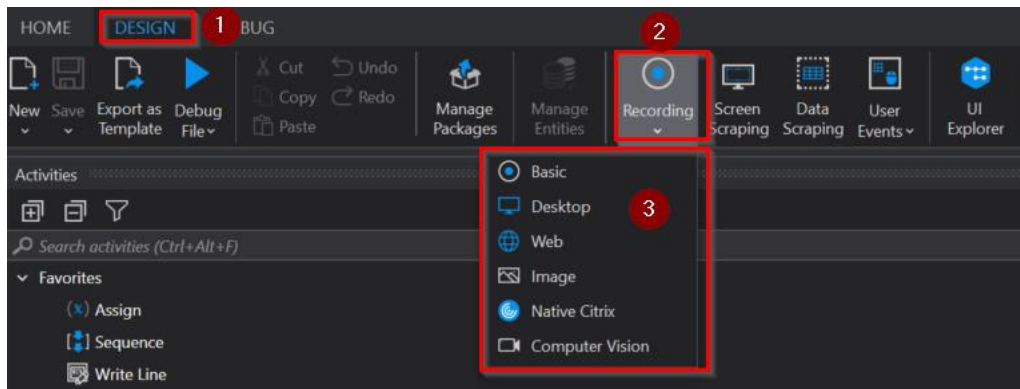 HOME DESIGN 1 BUG
2
Cut Undo
Copy Redo
Paste
New Save Export as Template Debug File
Manage Packages
Manage Entities
Recording
Screen Scraping
Data Scraping
User Events
UI Explorer
Activities
Search activities (Ctrl+Alt+F)
Favorites
(x) Assign
Sequence
Write Line
Basic
Desktop
3
Web
Image
Native Citrix
Computer Vision